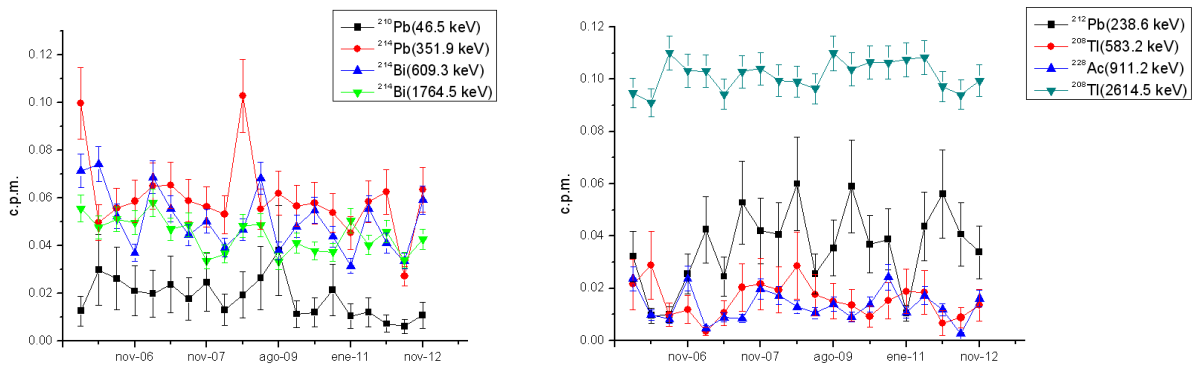 ²¹⁰Pb(46.5 keV)
²¹⁴Pb(351.9 keV)
²¹⁴Bi(609.3 keV)
²¹⁴Bi(1764.5 keV)
0.12
0.10
0.08
0.06
0.04
0.02
0.00
c.p.m.
nov-06 nov-07 ago-09 ene-11 nov-12
²¹²Pb(238.6 keV)
²⁰⁸Tl(583.2 keV)
²²⁸Ac(911.2 keV)
²⁰⁸Tl(2614.5 keV)
0.12
0.10
0.08
0.06
0.04
0.02
0.00
c.p.m.
nov-06 nov-07 ago-09 ene-11 nov-12